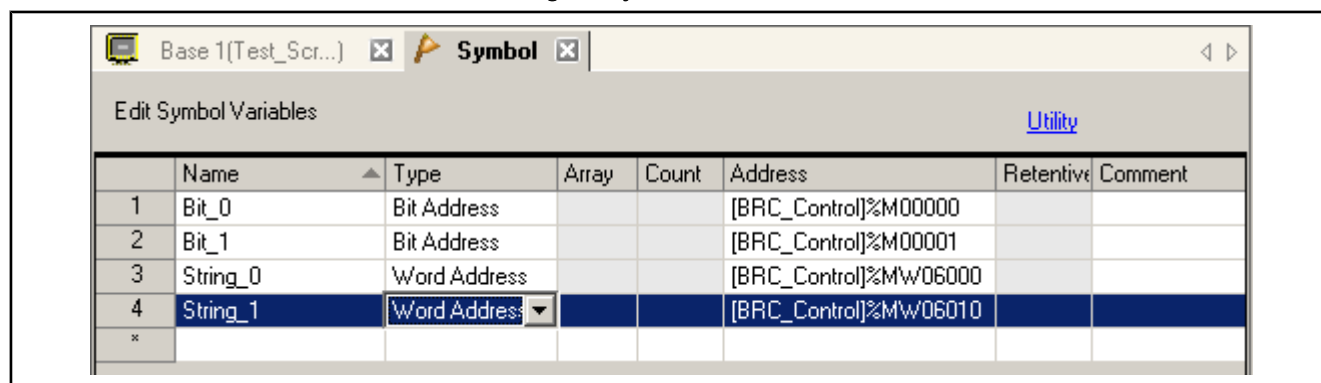 Base 1(Test_Scr...) Symbol
Edit Symbol Variables
Utility
Name Type Array Count Address Retentive Comment
1 Bit_0 Bit Address [BRC_Control]%M00000
2 Bit_1 Bit Address [BRC_Control]%M00001
3 String_0 Word Address [BRC_Control]%MW06000
4 String_1 Word Address [BRC_Control]%MW06010
*